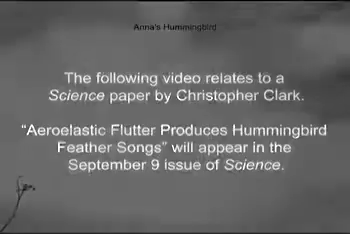 Anna's Hummingbird
The following video relates to a
Science paper by Christopher Clark.
"Aeroelastic Flutter Produces Hummingbird
Feather Songs" will appear in the
September 9 issue of Science.